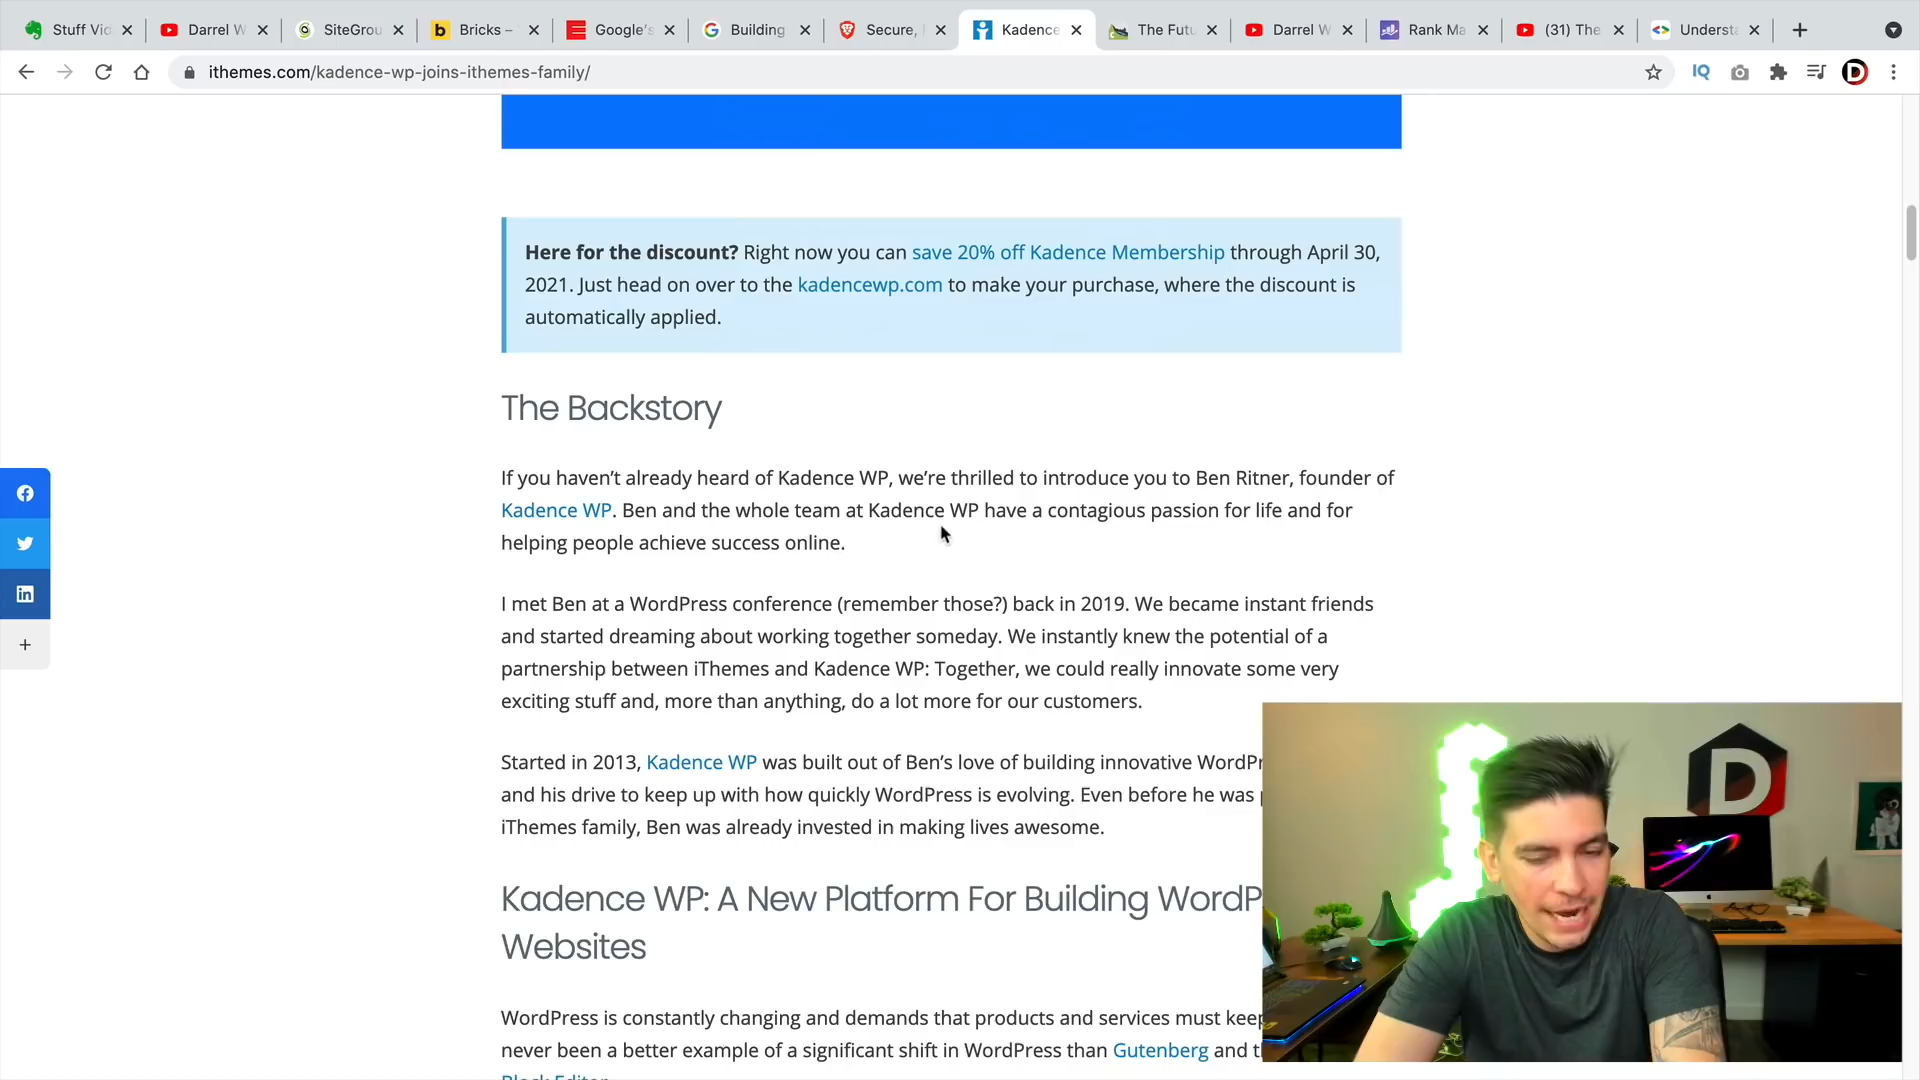 Stuff Vid
Darrel W
SiteGrou
Bricks –
Google's
Building
Secure,
Kadence
The Futu
Darrel W
Rank Ma
(31) The
Understa
ithemes.com/kadence-wp-joins-ithemes-family/
IQ
D
Here for the discount? Right now you can save 20% off Kadence Membership through April 30,
2021. Just head on over to the kadencewp.com to make your purchase, where the discount is
automatically applied.
The Backstory
If you haven't already heard of Kadence WP, we're thrilled to introduce you to Ben Ritner, founder of
Kadence WP. Ben and the whole team at Kadence WP have a contagious passion for life and for
helping people achieve success online.
I met Ben at a WordPress conference (remember those?) back in 2019. We became instant friends
and started dreaming about working together someday. We instantly knew the potential of a
partnership between iThemes and Kadence WP: Together, we could really innovate some very
exciting stuff and, more than anything, do a lot more for our customers.
Started in 2013, Kadence WP was built out of Ben's love of building innovative WordPr
and his drive to keep up with how quickly WordPress is evolving. Even before he was
iThemes family, Ben was already invested in making lives awesome.
Kadence WP: A New Platform For Building WordP
Websites
WordPress is constantly changing and demands that products and services must keep
never been a better example of a significant shift in WordPress than Gutenberg and t
Block Editor
D